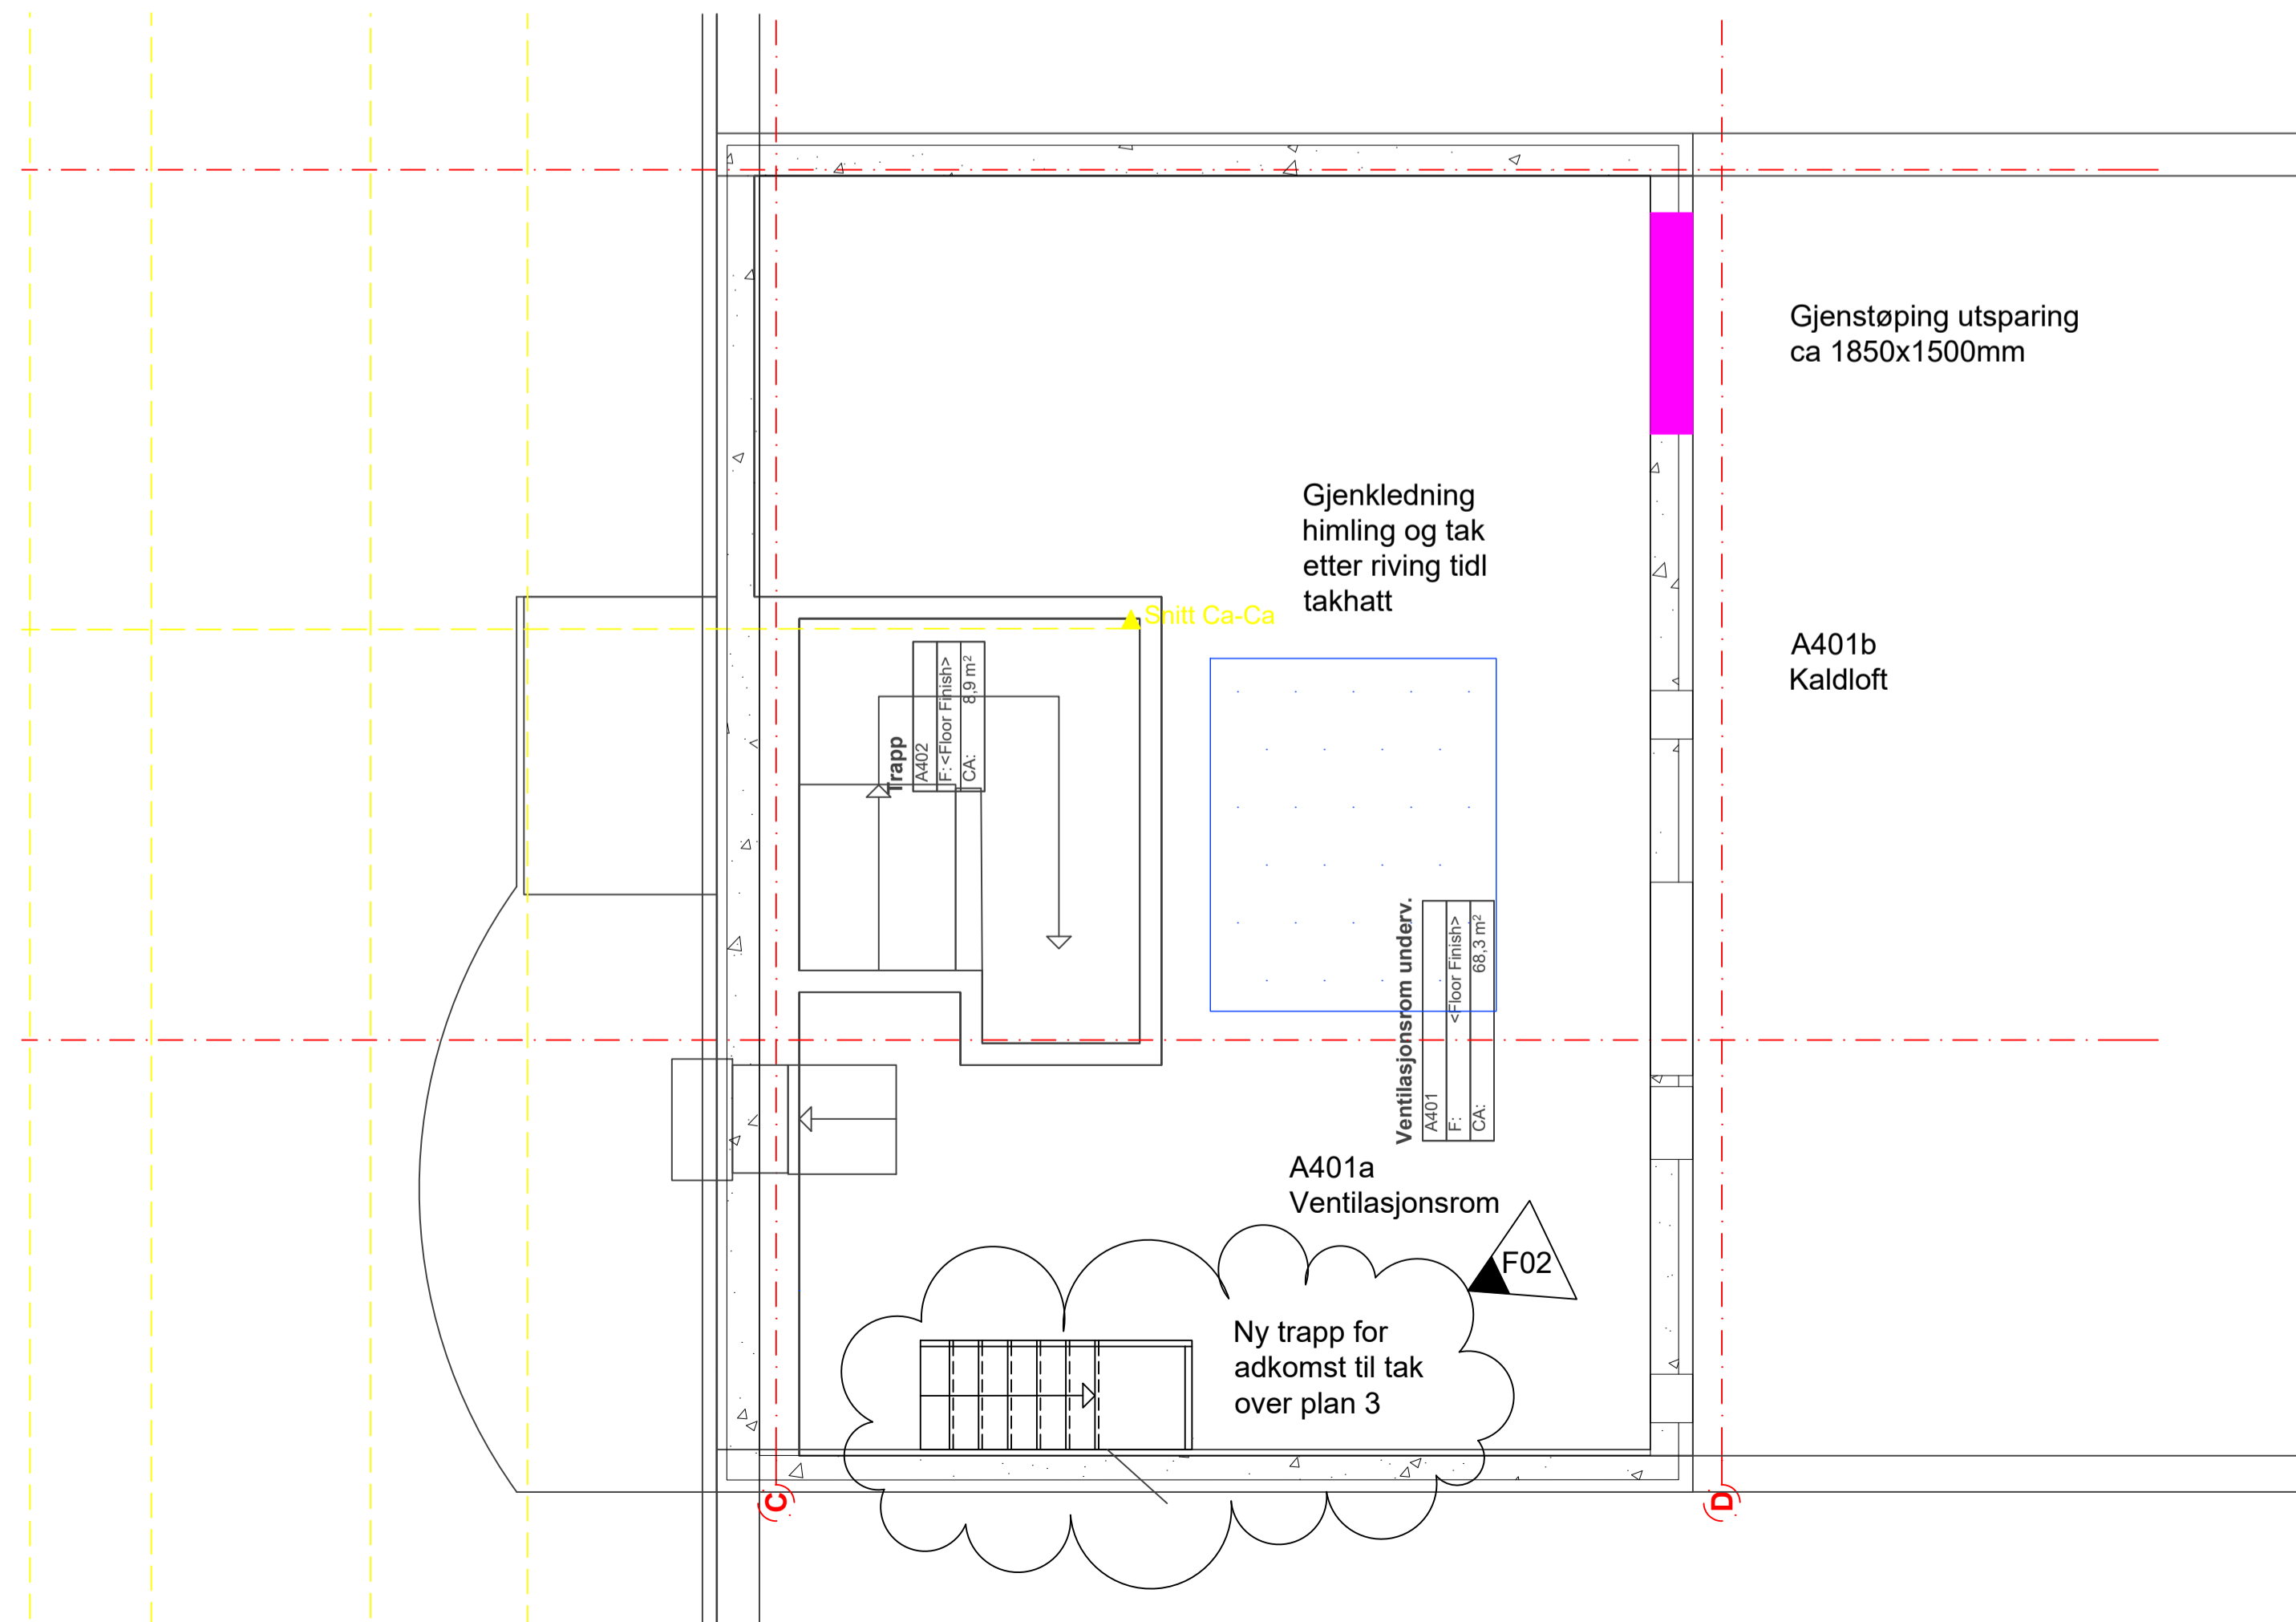 Gjenstøping utsparing
ca 1850x1500mm
Gjenkledning
himling og tak
etter riving tidl
takhatt
Snitt Ca-Ca
A401b
Kaldloft
Trapp
A402
F: <Floor Finish>
CA: 8,9 m²
Ventilasjonsrom underv.
A401
F: <Floor Finish>
CA: 68,3 m²
A401a
Ventilasjonsrom
F02
Ny trapp for
adkomst til tak
over plan 3
C
D